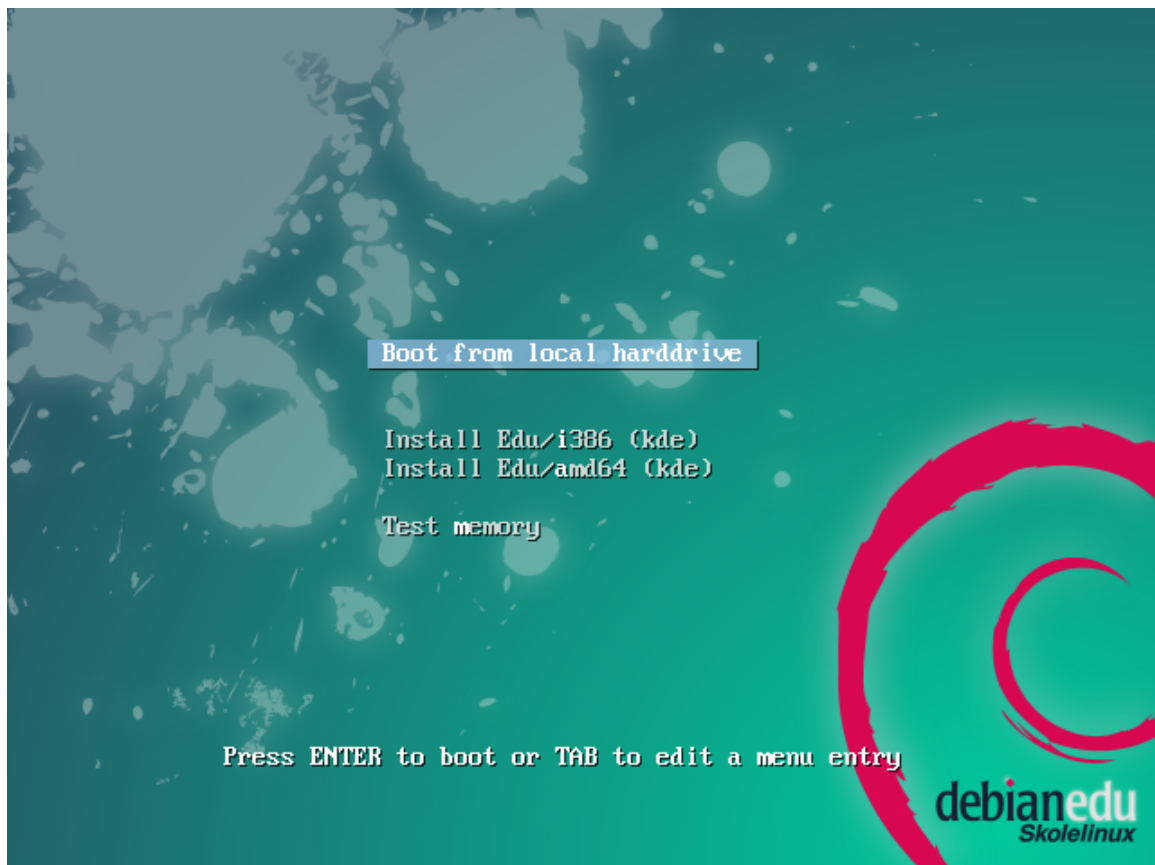 Boot from local harddrive
Install Edu/i386 (kde)
Install Edu/amd64 (kde)
Test memory
Press ENTER to boot or TAB to edit a menu entry
debianedu
Skolelinux